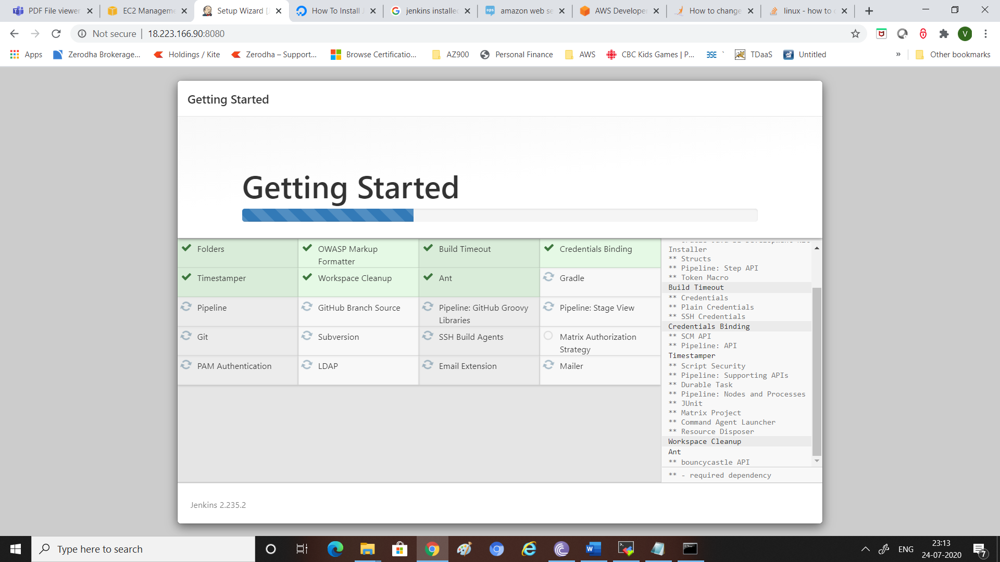 PDF File viewer
EC2 Manageme
Setup Wizard [
How To Install J
jenkins installed
amazon web se
AWS Developer
How to change
linux - how to c
Not secure
18.223.166.90:8080
V
Apps
Zerodha Brokerage...
Holdings / Kite
Zerodha – Support...
Browse Certificatio...
AZ900
Personal Finance
AWS
CBC Kids Games | P...
BSE
`
TDaaS
Untitled
»
Other bookmarks
Getting Started
Getting Started
Folders
OWASP Markup
Formatter
Build Timeout
Credentials Binding
Timestamper
Workspace Cleanup
Ant
Gradle
Pipeline
GitHub Branch Source
Pipeline: GitHub Groovy
Libraries
Pipeline: Stage View
Git
Subversion
SSH Build Agents
Matrix Authorization
Strategy
PAM Authentication
LDAP
Email Extension
Mailer
Installer
** Structs
** Pipeline: Step API
** Token Macro
Build Timeout
** Credentials
** Plain Credentials
** SSH Credentials
Credentials Binding
** SCM API
** Pipeline: API
Timestamper
** Script Security
** Pipeline: Supporting APIs
** Durable Task
** Pipeline: Nodes and Processes
** JUnit
** Matrix Project
** Command Agent Launcher
** Resource Disposer
Workspace Cleanup
Ant
** bouncycastle API
** - required dependency
Jenkins 2.235.2
Type here to search
ENG
23:13
24-07-2020
7